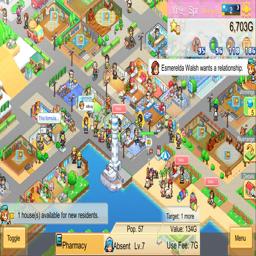 6,703G
Esmerelda Walsh wants a relationship.
1 house(s) available for new residents.
Target: 1 more
Pop. 57
Value: 134G
Toggle
Pharmacy
Absent Lv.7
Use Fee: 7G
Menu